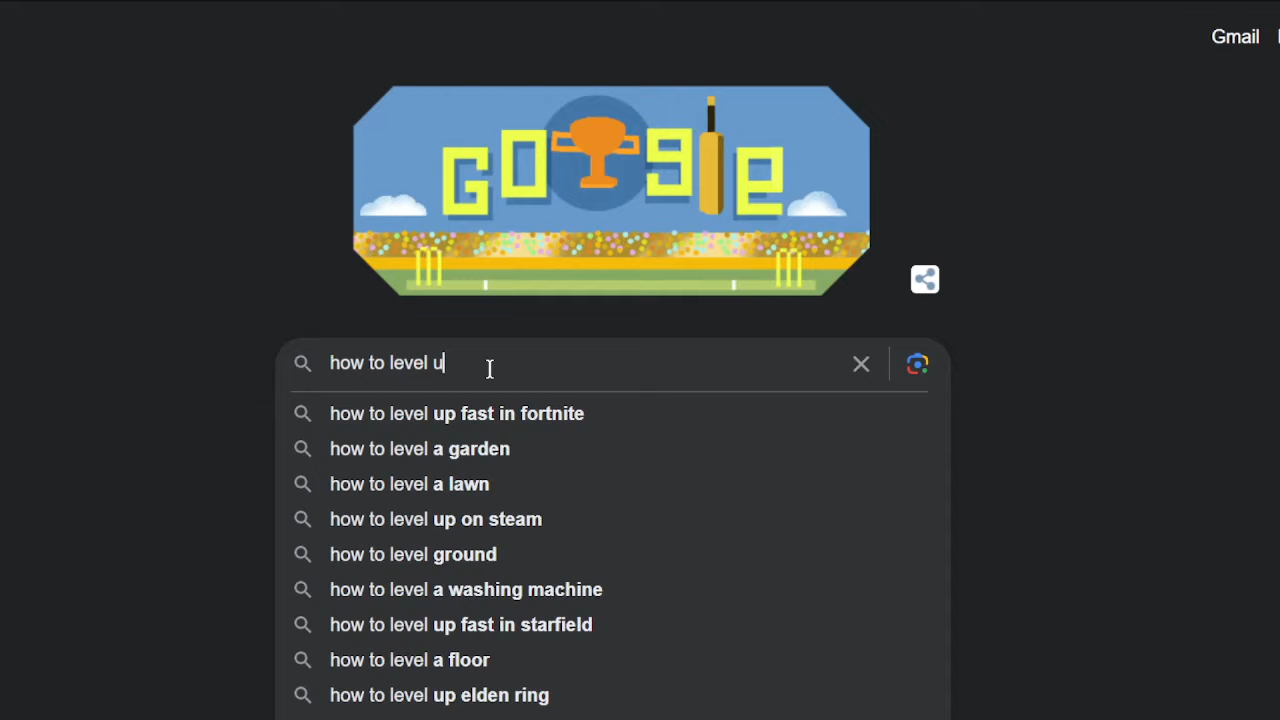 Gmail
GOgle
how to level u
how to level up fast in fortnite
how to level a garden
how to level a lawn
how to level up on steam
how to level ground
how to level a washing machine
how to level up fast in starfield
how to level a floor
how to level up elden ring